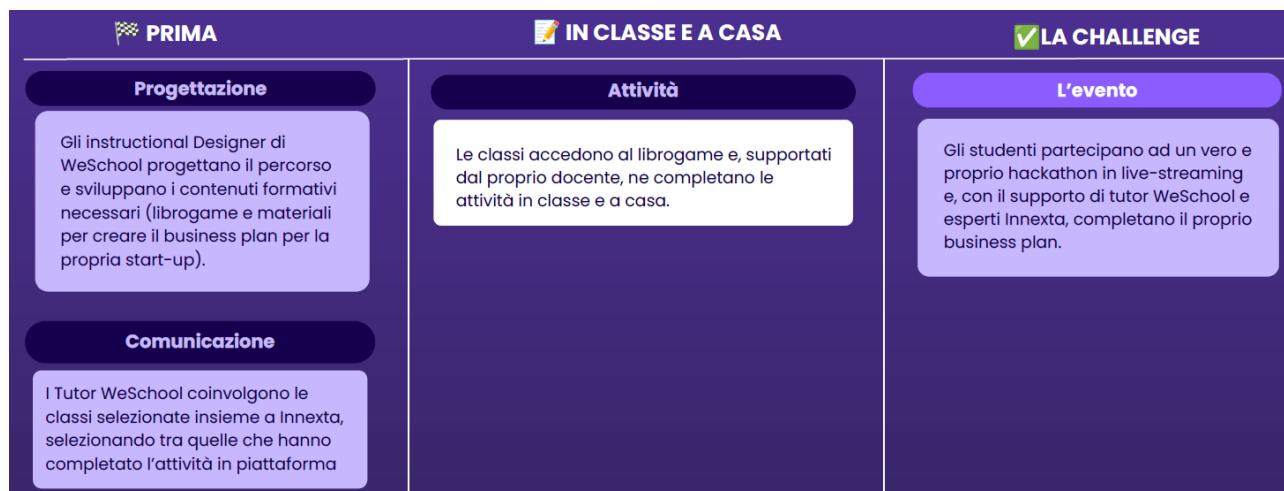 🏁 PRIMA
Progettazione
Gli instructional Designer di
WeSchool progettano il percorso
e sviluppano i contenuti formativi
necessari (librogame e materiali
per creare il business plan per la
propria start-up).
Comunicazione
I Tutor WeSchool coinvolgono le
classi selezionate insieme a Innexta,
selezionando tra quelle che hanno
completato l’attività in piattaforma
📝 IN CLASSE E A CASA
Attività
Le classi accedono al librogame e, supportati
dal proprio docente, ne completano le
attività in classe e a casa.
✅LA CHALLENGE
L’evento
Gli studenti partecipano ad un vero e
proprio hackathon in live-streaming
e, con il supporto di tutor WeSchool e
esperti Innexta, completano il proprio
business plan.